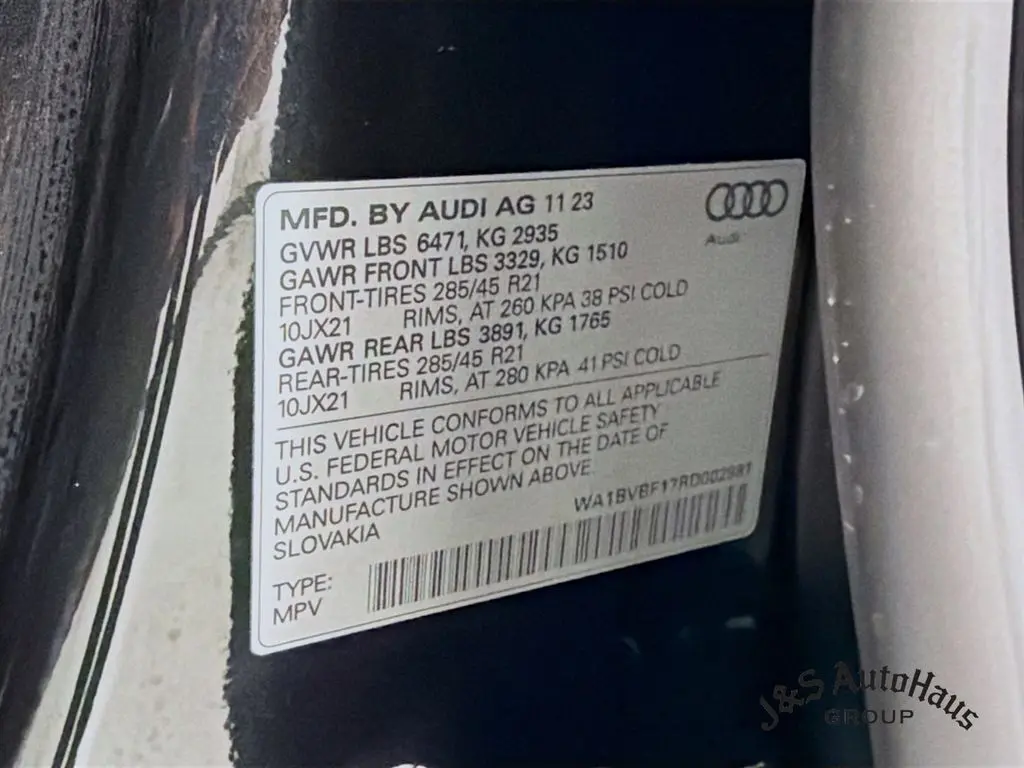 MFD. BY AUDI AG 11 23
Audi
GVWR LBS 6471, KG 2935
GAWR FRONT LBS 3329, KG 1510
FRONT-TIRES 285/45 R21
10JX21 RIMS, AT 260 KPA 38 PSI COLD
GAWR REAR LBS 3891, KG 1765
REAR-TIRES 285/45 R21
10JX21 RIMS, AT 280 KPA 41 PSI COLD
THIS VEHICLE CONFORMS TO ALL APPLICABLE
U.S. FEDERAL MOTOR VEHICLE SAFETY
STANDARDS IN EFFECT ON THE DATE OF
MANUFACTURE SHOWN ABOVE.
SLOVAKIA
WA1BVBF17RD002981
TYPE:
MPV
J&S AutoHaus
GROUP